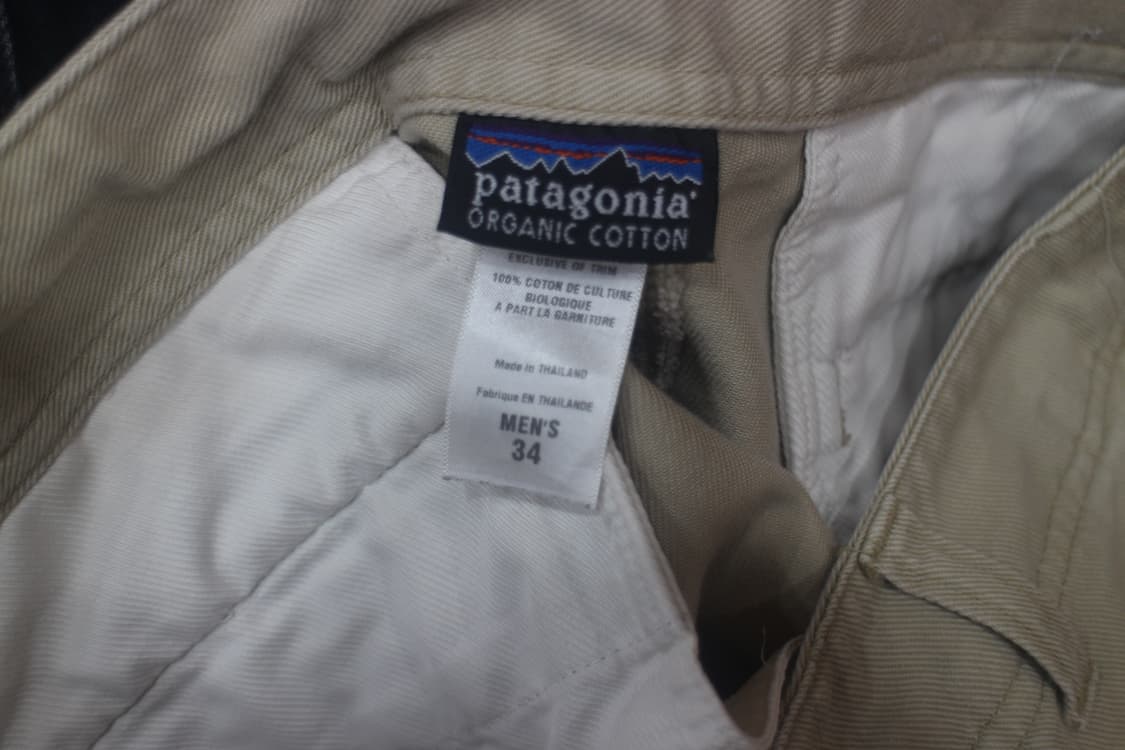 patagonia
ORGANIC COTTON
EXCLUSIVE OF TRIM
100% COTON DE CULTURE
BIOLOGIQUE
A PART LA GARNITURE
Made in THAILAND
Fabrique EN THAILANDE
MEN'S
34